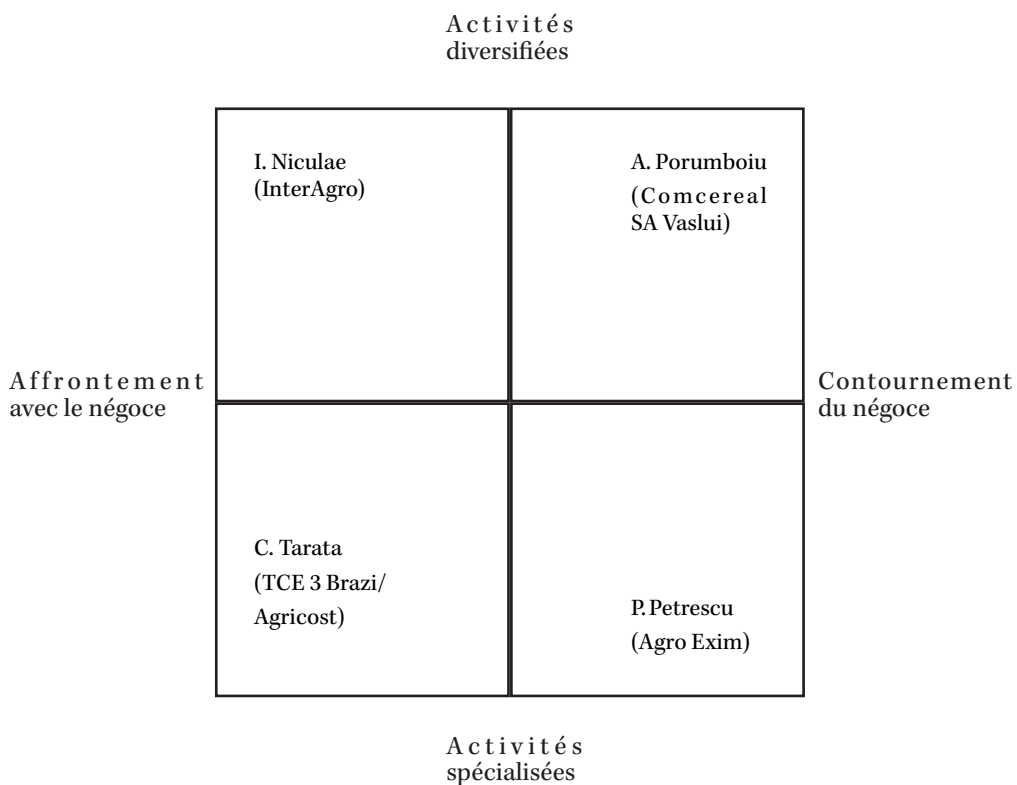 Activités
diversifiées
I. Niculae
(InterAgro)
A. Porumboiu
(Comcereal
SA Vaslui)
Affrontement
avec le négoce
Contournement
du négoce
C. Tarata
(TCE 3 Brazi/
Agricost)
P. Petrescu
(Agro Exim)
Activités
spécialisées